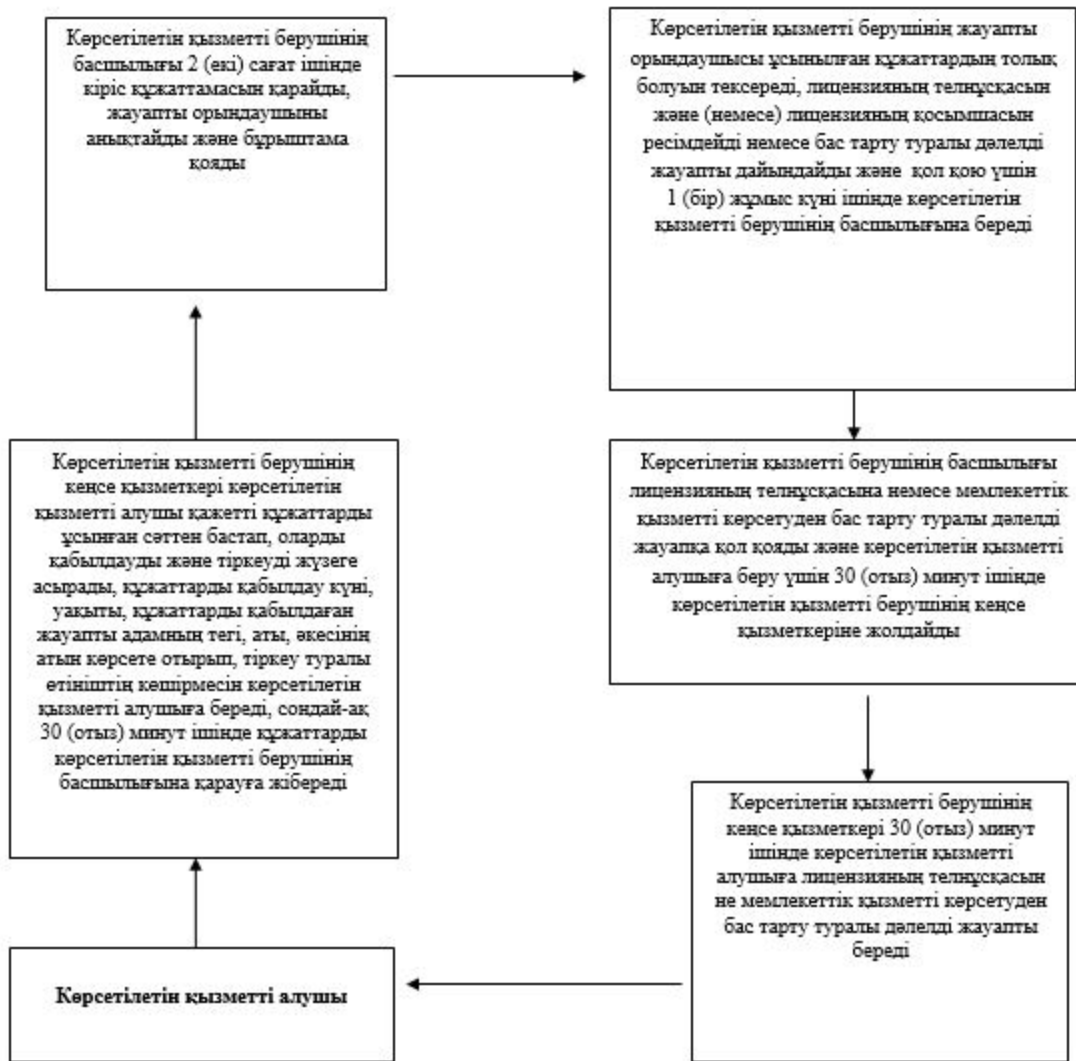 Көрсетілетін қызметті берушінің
басшылығы 2 (екі) сағат ішінде
кіріс құжаттамасын қарайды,
жауапты орындаушыны
анықтайды және бұрыштама
қояды
Көрсетілетін қызметті берушінің жауапты
орындаушысы ұсынылған құжаттардың толық
болуын тексереді, лицензияның телнұсқасын
және (немесе) лицензияның қосымшасын
ресімдейді немесе бас тарту туралы дәлелді
жауапты дайындайды және қол қою үшін
1 (бір) жұмыс күні ішінде көрсетілетін
қызметті берушінің басшылығына береді
Көрсетілетін қызметті берушінің
кеңсе қызметкері көрсетілетін
қызметті алушы қажетті құжаттарды
ұсынған сәттен бастап, оларды
қабылдауды және тіркеуді жүзеге
асырады, құжаттарды қабылдау күні,
уақыты, құжаттарды қабылдаған
жауапты адамның тегі, аты, әкесінің
атын көрсете отырып, тіркеу туралы
өтініштің көшірмесін көрсетілетін
қызметті алушыға береді, сондай-ақ
30 (отыз) минут ішінде құжаттарды
көрсетілетін қызметті берушінің
басшылығына қарауға жібереді
Көрсетілетін қызметті берушінің басшылығы
лицензияның телнұсқасына немесе мемлекеттік
қызметті көрсетуден бас тарту туралы дәлелді
жауапқа қол қояды және көрсетілетін қызметті
алушыға беру үшін 30 (отыз) минут ішінде
көрсетілетін қызметті берушінің кеңсе
қызметкеріне жолдайды
Көрсетілетін қызметті берушінің
кеңсе қызметкері 30 (отыз) минут
ішінде көрсетілетін қызметті
алушыға лицензияның телнұсқасын
не мемлекеттік қызметті көрсетуден
бас тарту туралы дәлелді жауапты
береді
Көрсетілетін қызметті алушы